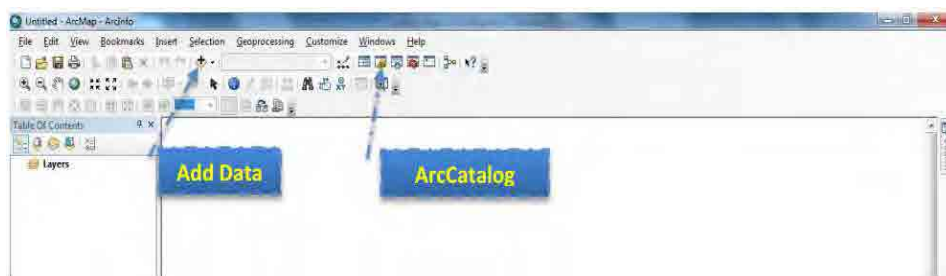 Untitled - ArcMap - ArcInfo
File Edit View Bookmarks Insert Selection Geoprocessing Customize Windows Help
Table Of Contents
Layers
Add Data
ArcCatalog